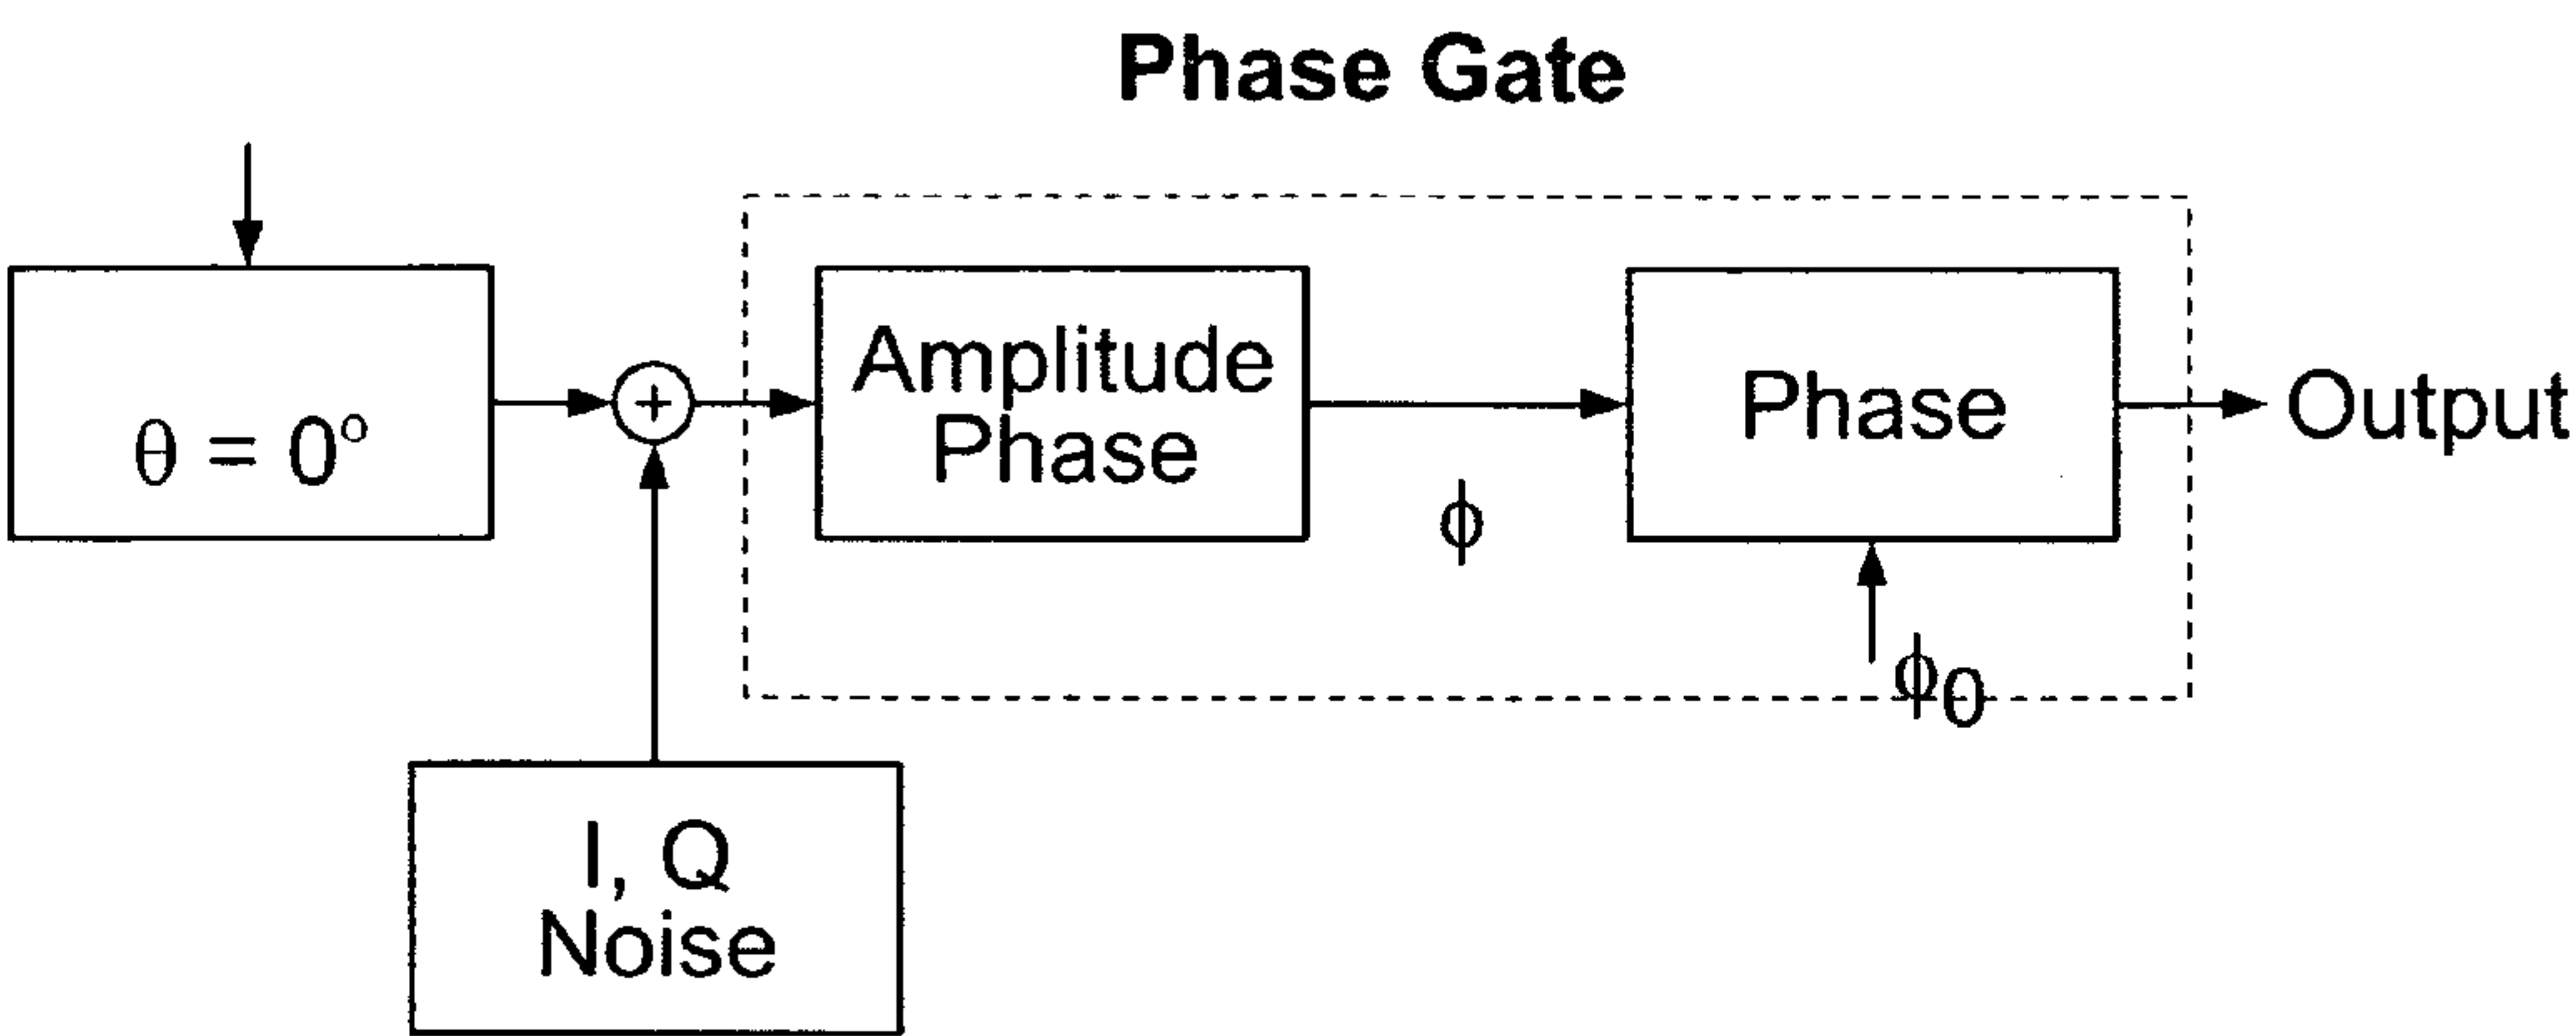 Phase Gate
θ = 0°
+
Amplitude
Phase
ϕ
Phase
ϕ0
Output
I, Q
Noise